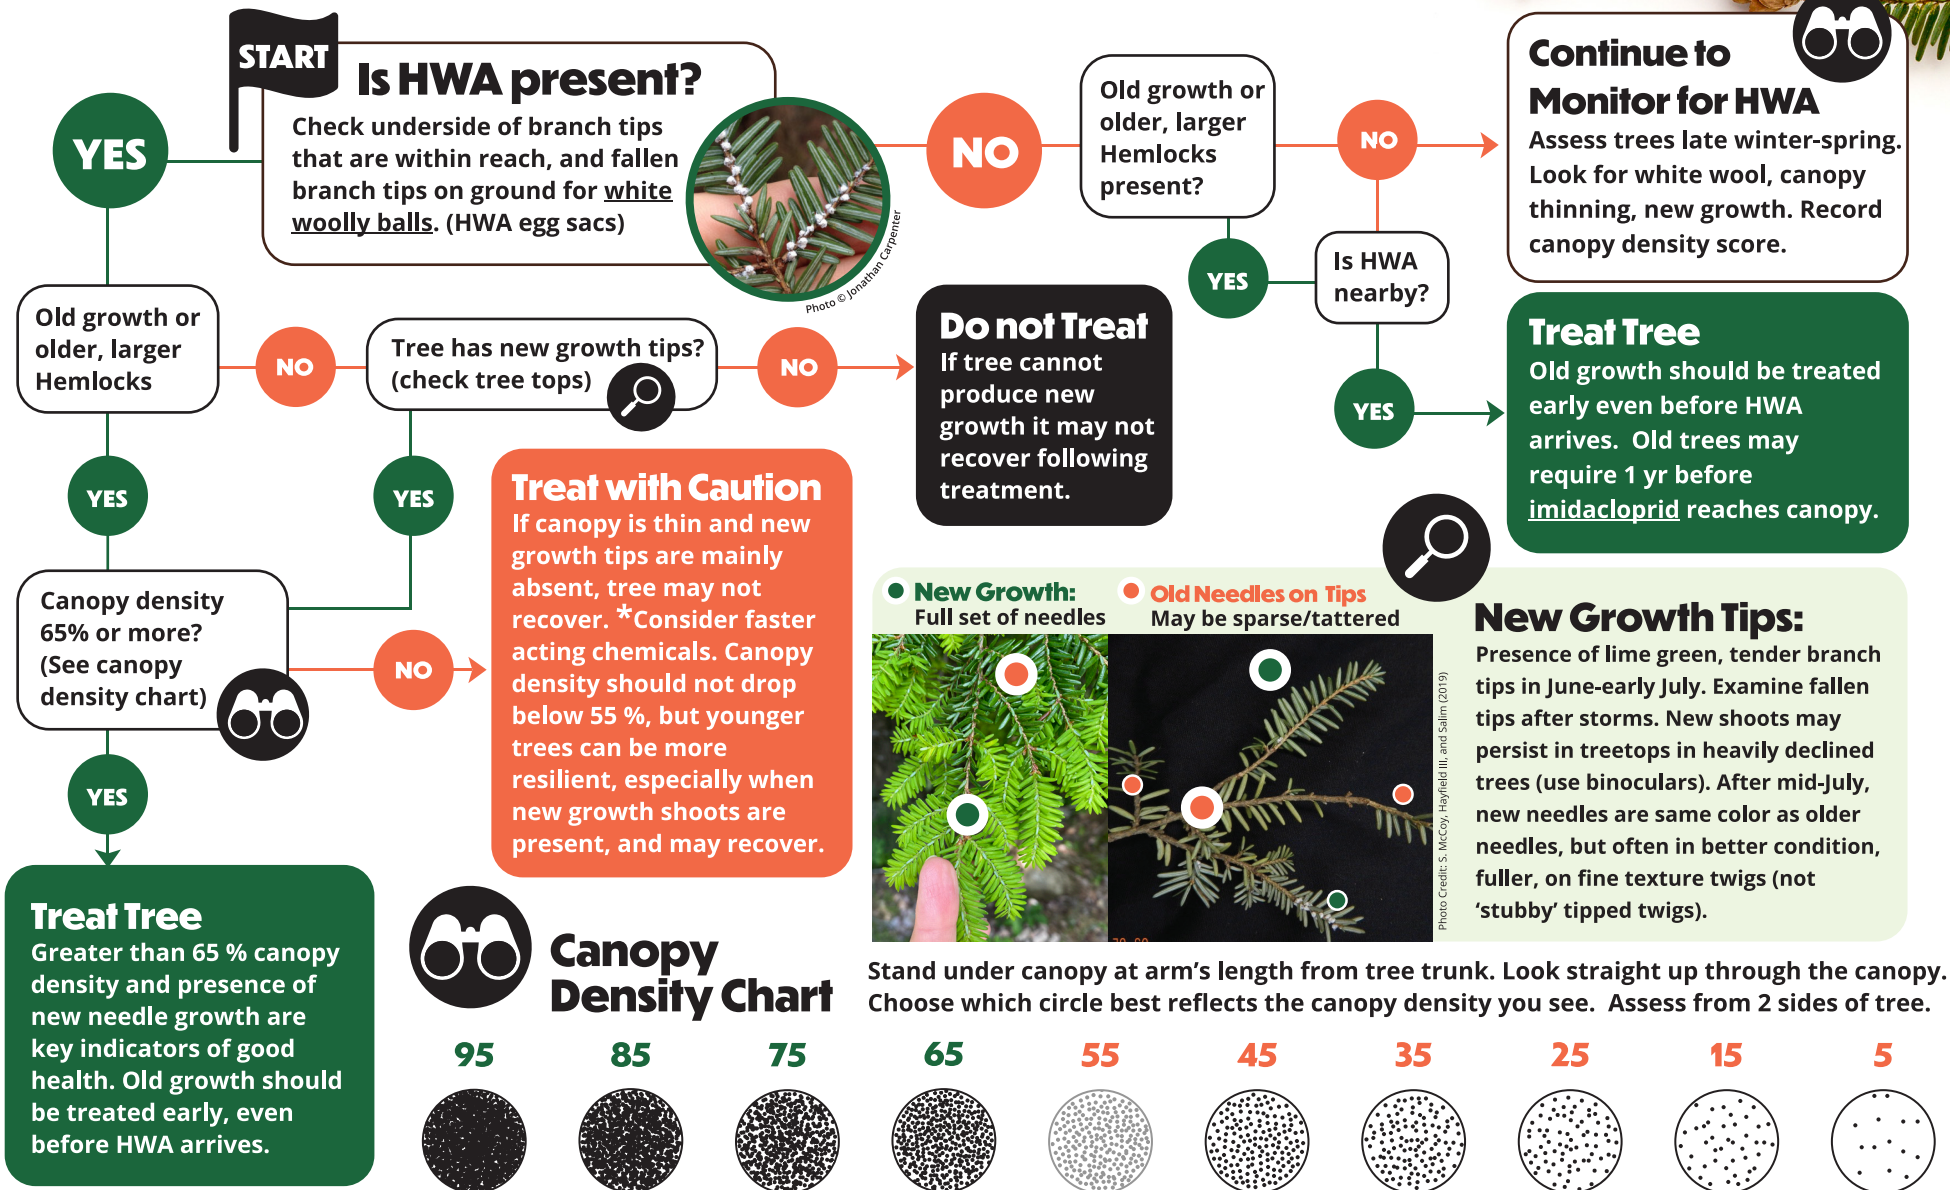 START
Is HWA present?
Check underside of branch tips
that are within reach, and fallen
branch tips on ground for white
woolly balls. (HWA egg sacs)
Photo © Jonathan Carpenter
YES
NO
Old growth or
older, larger
Hemlocks
present?
NO
Continue to
Monitor for HWA
Assess trees late winter-spring.
Look for white wool, canopy
thinning, new growth. Record
canopy density score.
YES
Is HWA
nearby?
YES
Treat Tree
Old growth should be treated
early even before HWA
arrives. Old trees may
require 1 yr before
imidacloprid reaches canopy.
Old growth or
older, larger
Hemlocks
NO
Tree has new growth tips?
(check tree tops)
NO
Do not Treat
If tree cannot
produce new
growth it may not
recover following
treatment.
YES
YES
Canopy density
65% or more?
(See canopy
density chart)
NO
Treat with Caution
If canopy is thin and new
growth tips are mainly
absent, tree may not
recover. *Consider faster
acting chemicals. Canopy
density should not drop
below 55 %, but younger
trees can be more
resilient, especially when
new growth shoots are
present, and may recover.
YES
Treat Tree
Greater than 65 % canopy
density and presence of
new needle growth are
key indicators of good
health. Old growth should
be treated early, even
before HWA arrives.
New Growth:
Full set of needles
Old Needles on Tips
May be sparse/tattered
Photo Credit: S. McCoy, Hayfield III, and Salim (2019)
New Growth Tips:
Presence of lime green, tender branch
tips in June-early July. Examine fallen
tips after storms. New shoots may
persist in treetops in heavily declined
trees (use binoculars). After mid-July,
new needles are same color as older
needles, but often in better condition,
fuller, on fine texture twigs (not
‘stubby’ tipped twigs).
Canopy
Density Chart
Stand under canopy at arm’s length from tree trunk. Look straight up through the canopy.
Choose which circle best reflects the canopy density you see. Assess from 2 sides of tree.
95 85 75 65 55 45 35 25 15 5